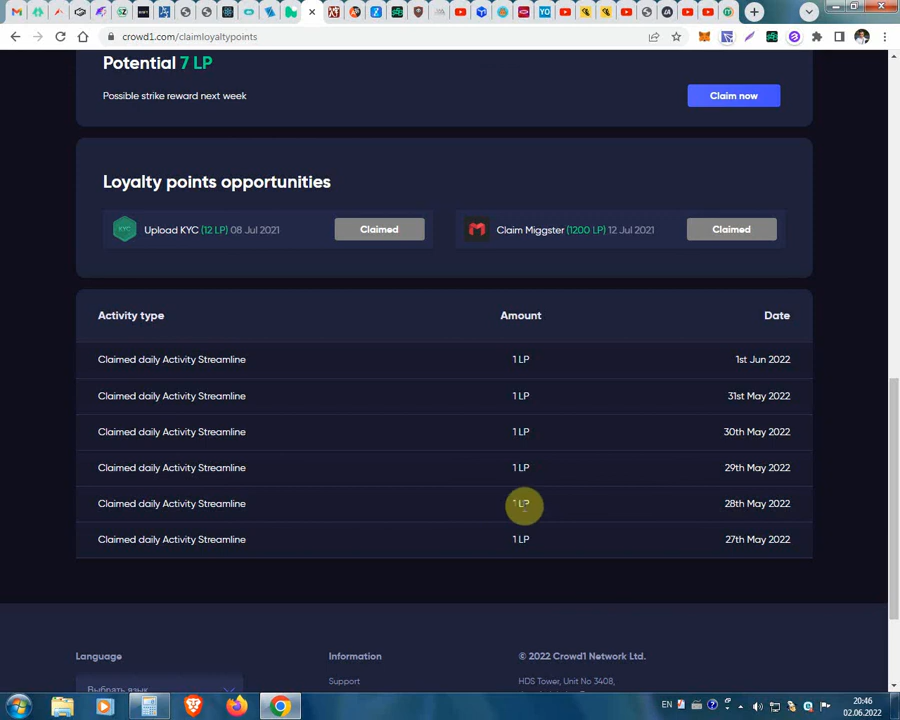 crowd1.com/claimloyaltypoints
Potential 7 LP
Possible strike reward next week
Claim now
Loyalty points opportunities
KYC Upload KYC (12 LP) 08 Jul 2021 Claimed
Claim Miggster (1200 LP) 12 Jul 2021 Claimed
Activity type Amount Date
Claimed daily Activity Streamline 1 LP 1st Jun 2022
Claimed daily Activity Streamline 1 LP 31st May 2022
Claimed daily Activity Streamline 1 LP 30th May 2022
Claimed daily Activity Streamline 1 LP 29th May 2022
Claimed daily Activity Streamline 1 LP 28th May 2022
Claimed daily Activity Streamline 1 LP 27th May 2022
Language Information © 2022 Crowd1 Network Ltd.
Выбрать язык Support HDS Tower, Unit No 3408,
EN 20:46
02.06.2022